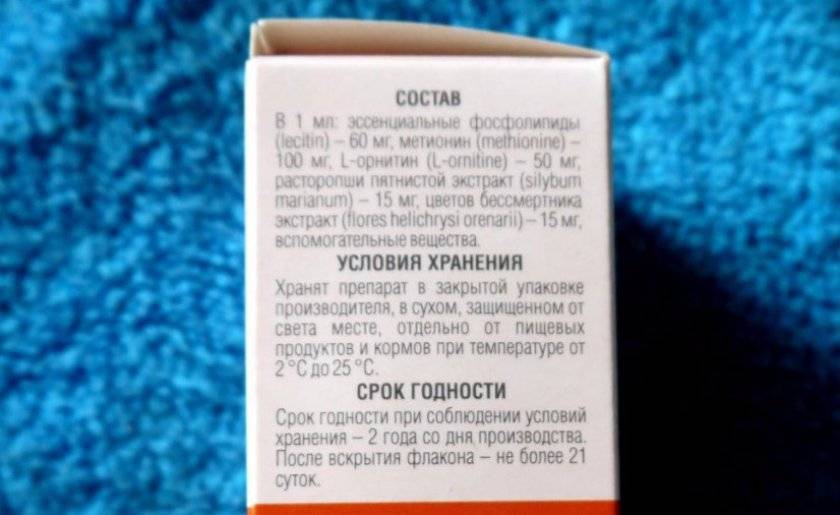 СОСТАВ
В 1 мл: эссенциальные фосфолипиды
(lecitin) – 60 мг, метионин (methionine) –
100 мг, L-орнитин (L-ornitine) – 50 мг,
расторопши пятнистой экстракт (silybum
marianum) – 15 мг, цветов бессмертника
экстракт (flores helichrysi orenarii) – 15 мг,
вспомогательные вещества.
УСЛОВИЯ ХРАНЕНИЯ
Хранят препарат в закрытой упаковке
производителя, в сухом, защищенном от
света месте, отдельно от пищевых
продуктов и кормов при температуре от
2 °С до 25 °С.
СРОК ГОДНОСТИ
Срок годности при соблюдении условий
хранения – 2 года со дня производства.
После вскрытия флакона – не более 21
суток.